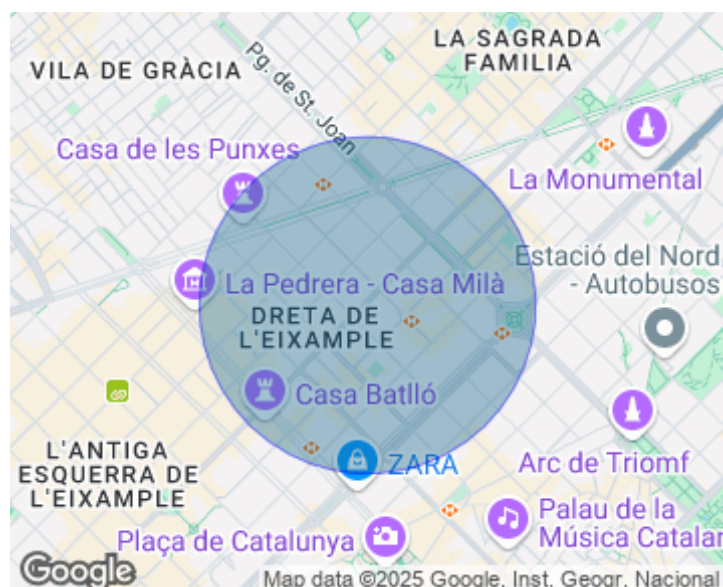 LA SAGRADA
FAMILIA
VILA DE GRÀCIA
Pg. de St. Joan
Casa de les Punxes
La Monumental
Estació del Nord
- Autobusos
La Pedrera - Casa Milà
DRETA DE
L'EIXAMPLE
Casa Batlló
L'ANTIGA
ESQUERRA DE
L'EIXAMPLE
ZARA
Arc de Triomf
Palau de la
Música Catalan
Plaça de Catalunya
Google
Map data ©2025 Google, Inst. Geogr. Nacional